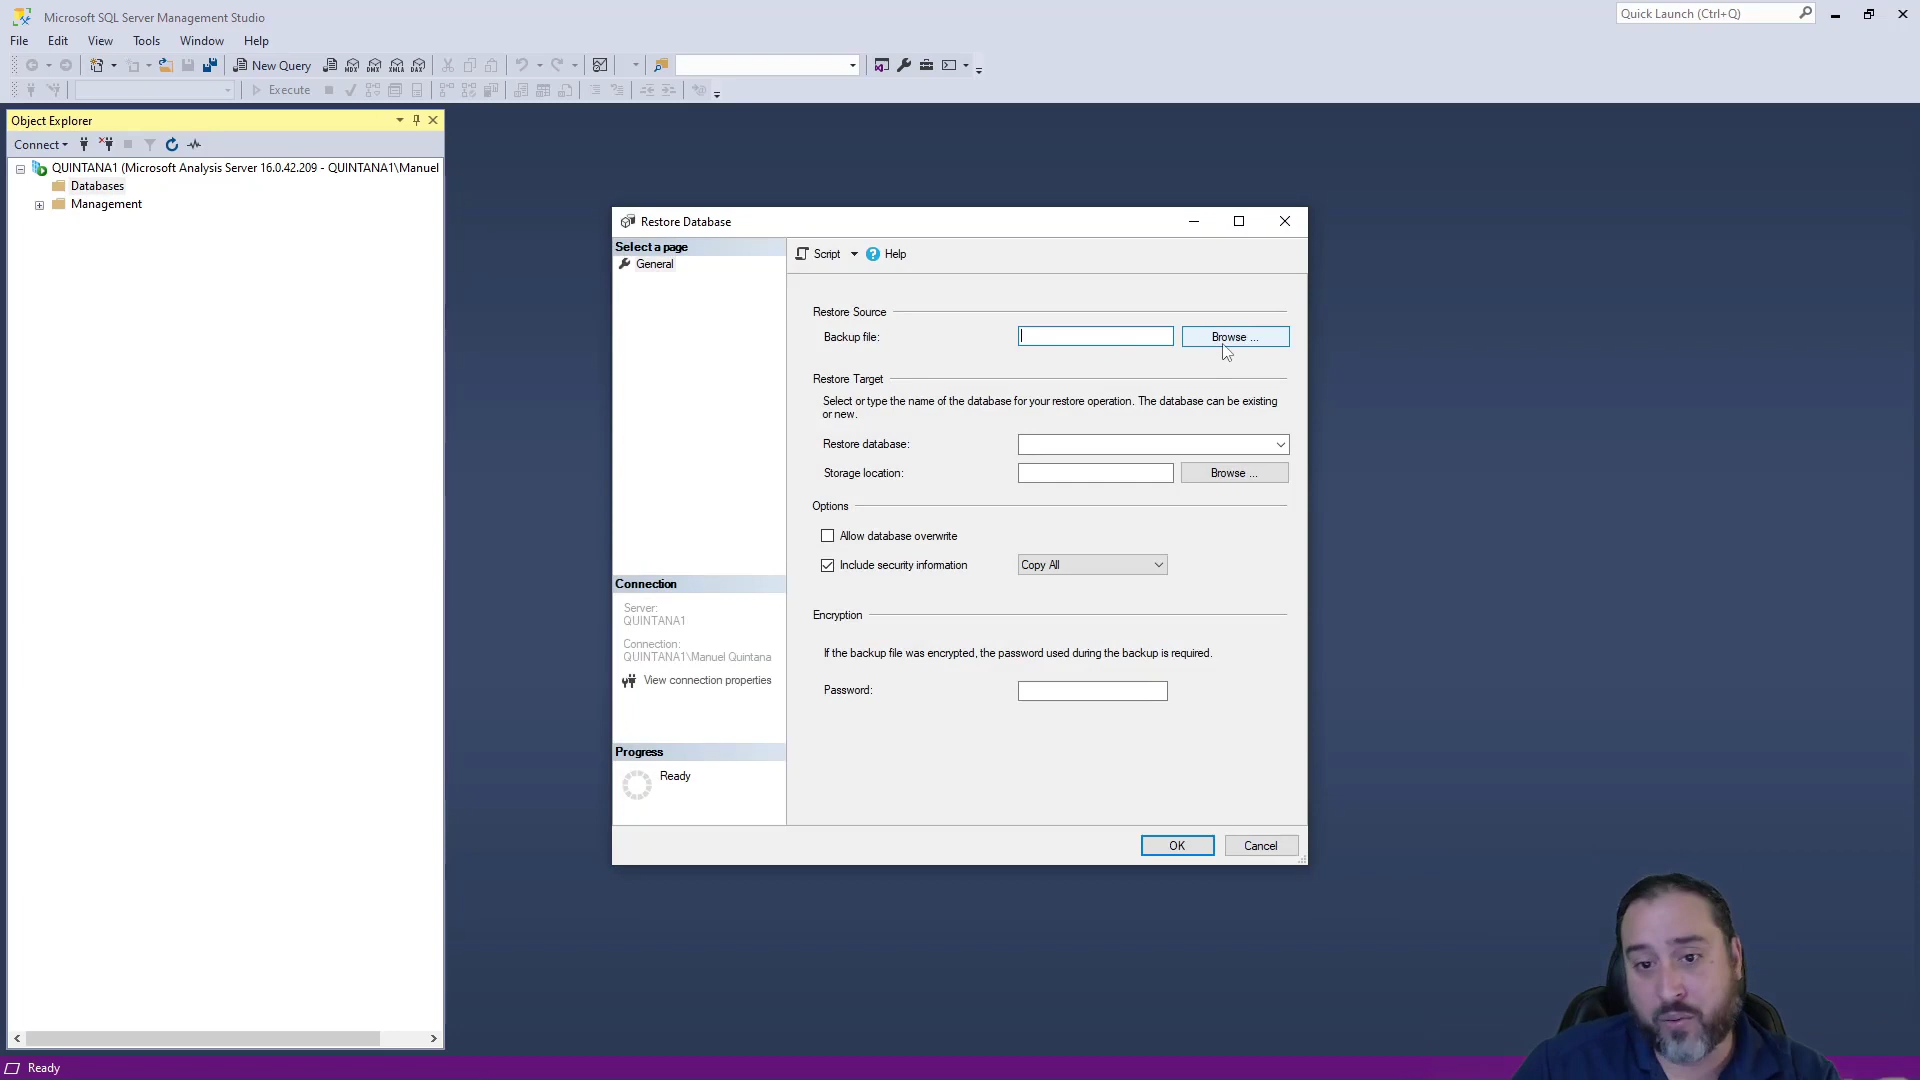 Microsoft SQL Server Management Studio
Quick Launch (Ctrl+Q)
File Edit View Tools Window Help
New Query
MDX DMX XMLA DAX
Execute
Object Explorer
Connect
QUINTANA1 (Microsoft Analysis Server 16.0.42.209 - QUINTANA1\Manuel
Databases
Management
Restore Database
Select a page
General
Script
Help
Restore Source
Backup file:
Browse ...
Restore Target
Select or type the name of the database for your restore operation. The database can be existing
or new.
Restore database:
Storage location:
Browse ...
Options
Allow database overwrite
Include security information
Copy All
Encryption
If the backup file was encrypted, the password used during the backup is required.
Password:
Connection
Server:
QUINTANA1
Connection:
QUINTANA1\Manuel Quintana
View connection properties
Progress
Ready
OK
Cancel
Ready